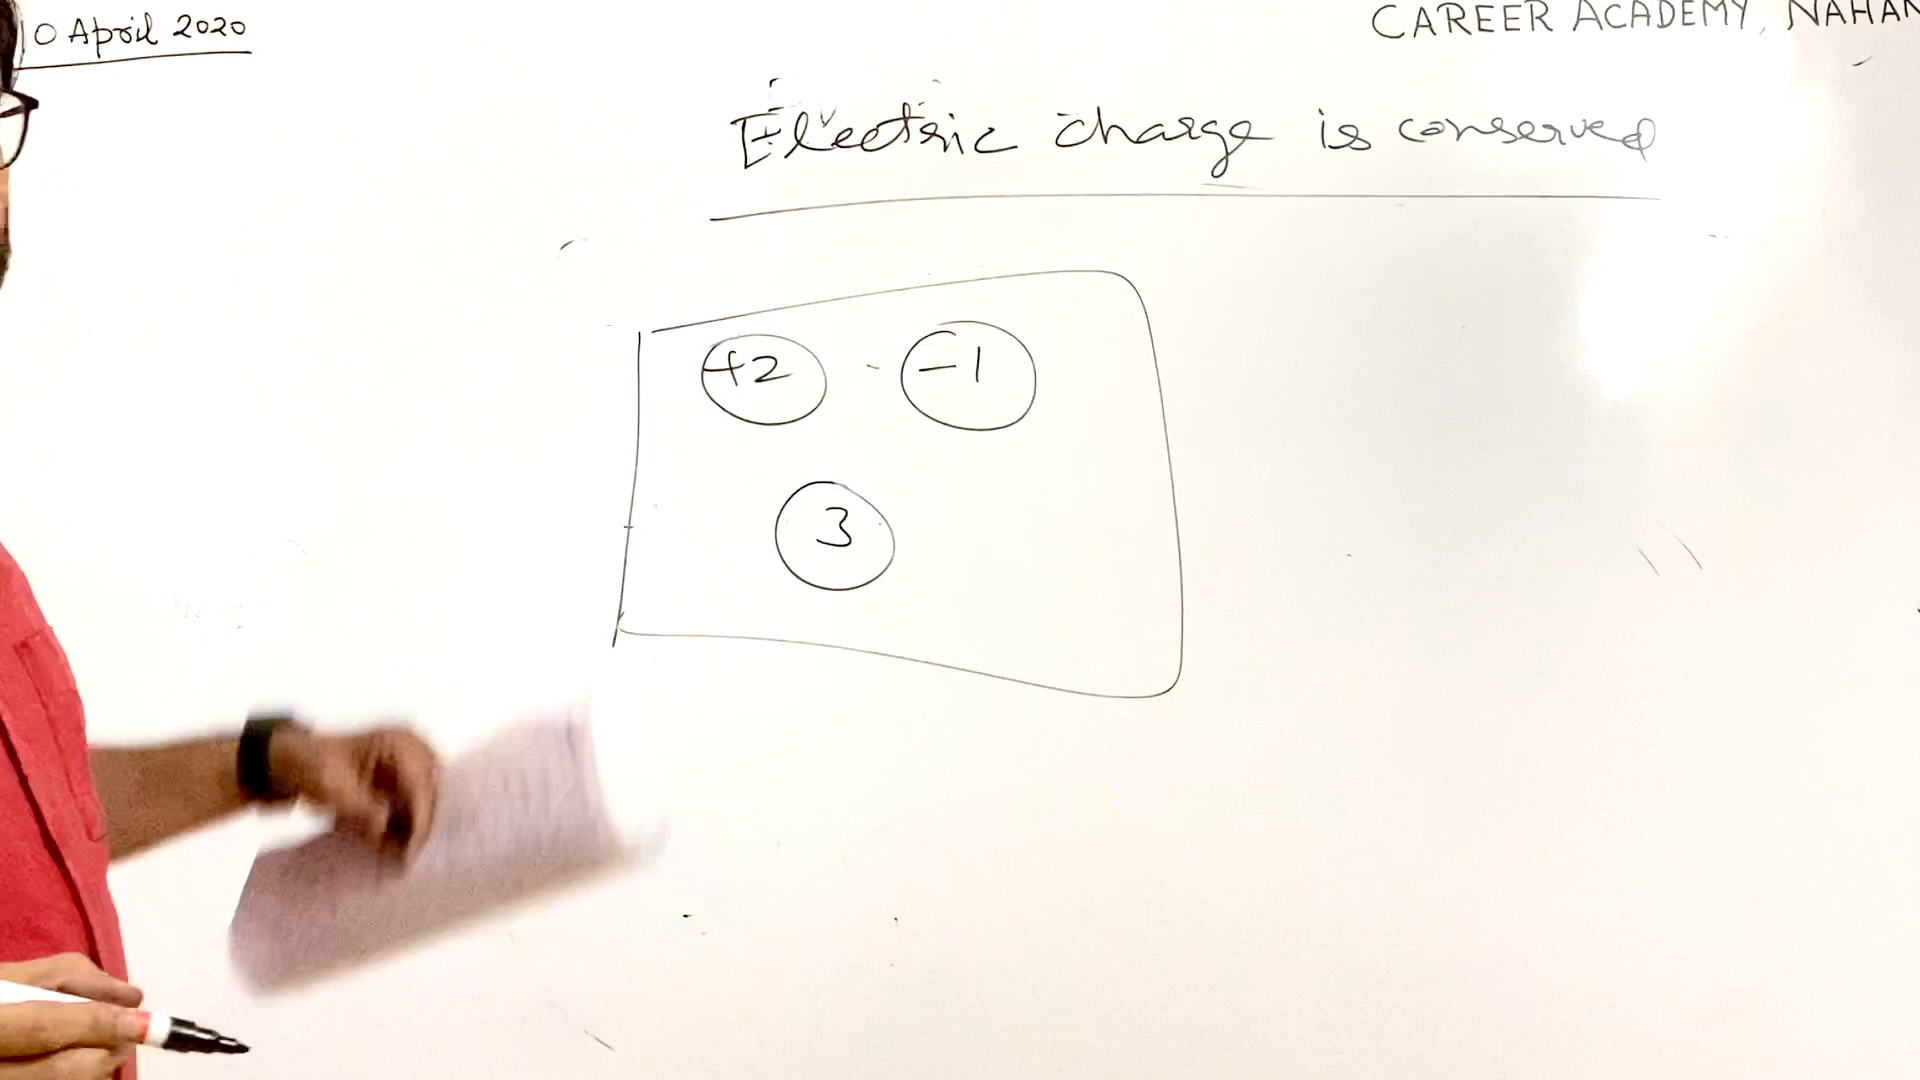 0 April 2020
CAREER ACADEMY, NAHAN
Electric charge is conserved
+2 -1
3